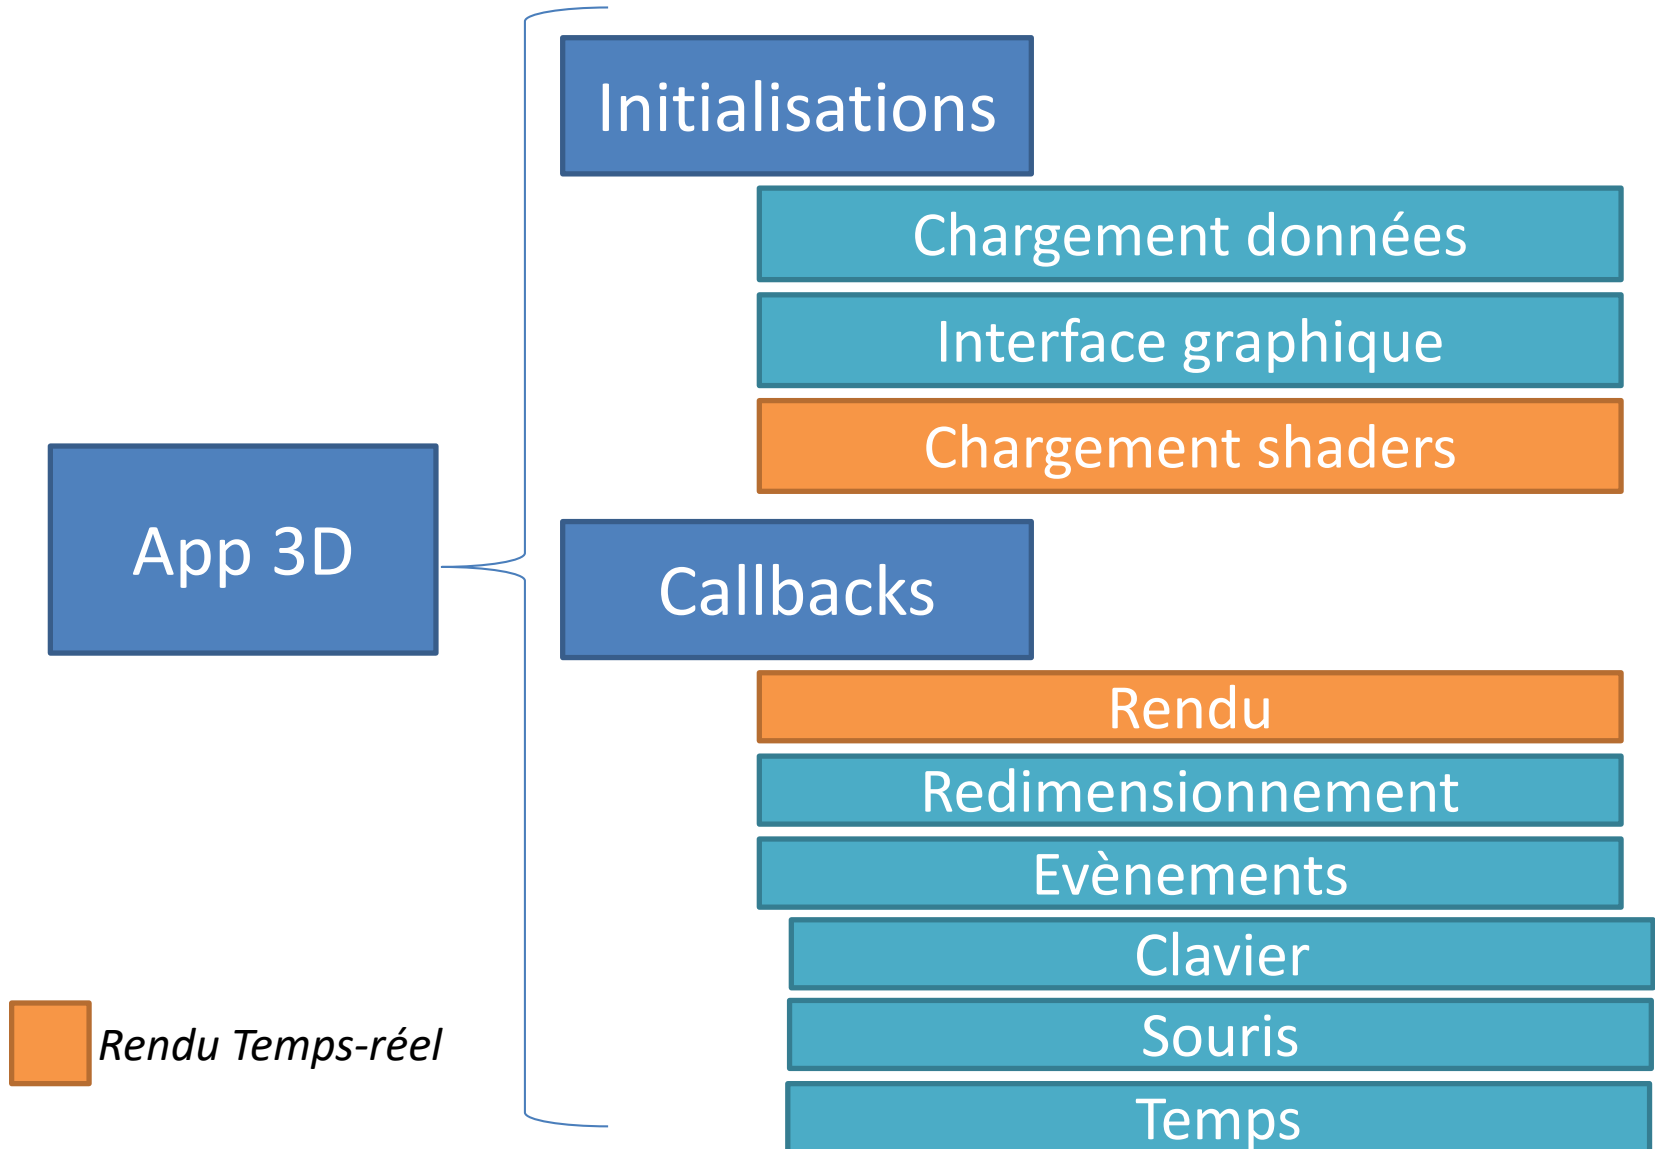 Initialisations
Chargement données
Interface graphique
Chargement shaders
App 3D
Callbacks
Rendu
Redimensionnement
Evènements
Clavier
Souris
Temps
Rendu Temps-réel